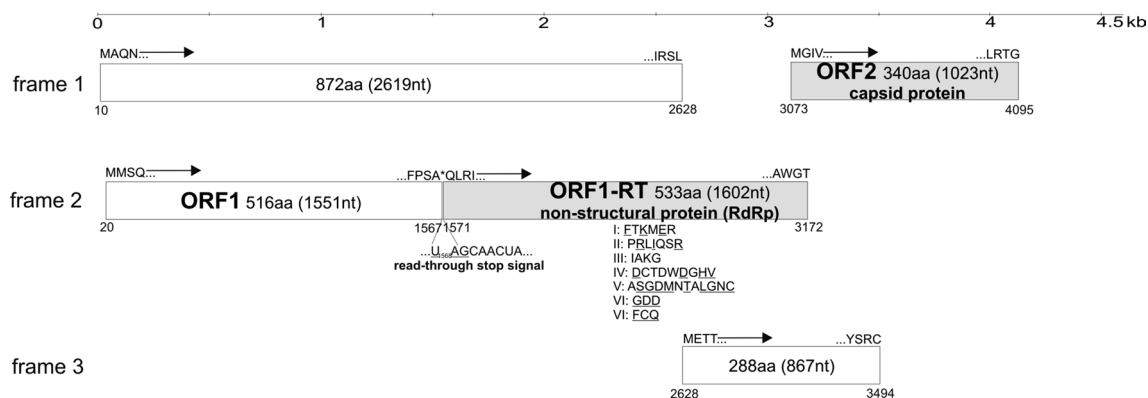 0 1 2 3 4 4.5 kb
MAQN... ...IRSL MGIV... ...LRTG
frame 1 872aa (2619nt) ORF2 340aa (1023nt)
capsid protein
10 2628 3073 4095
MMSQ... ...FPSA*QLRI... ...AWGT
frame 2 ORF1 516aa (1551nt) ORF1-RT 533aa (1602nt)
non-structural protein (RdRp)
20 1567 1571 3172
...U1568AGCAACUA...
read-through stop signal
I: FTKMER
II: PRLIQSR
III: IAKG
IV: DCTDWDGHV
V: ASGDMNTALGNC
VI: GDD
VI: FCQ
METT... ...YSRC
frame 3 288aa (867nt)
2628 3494